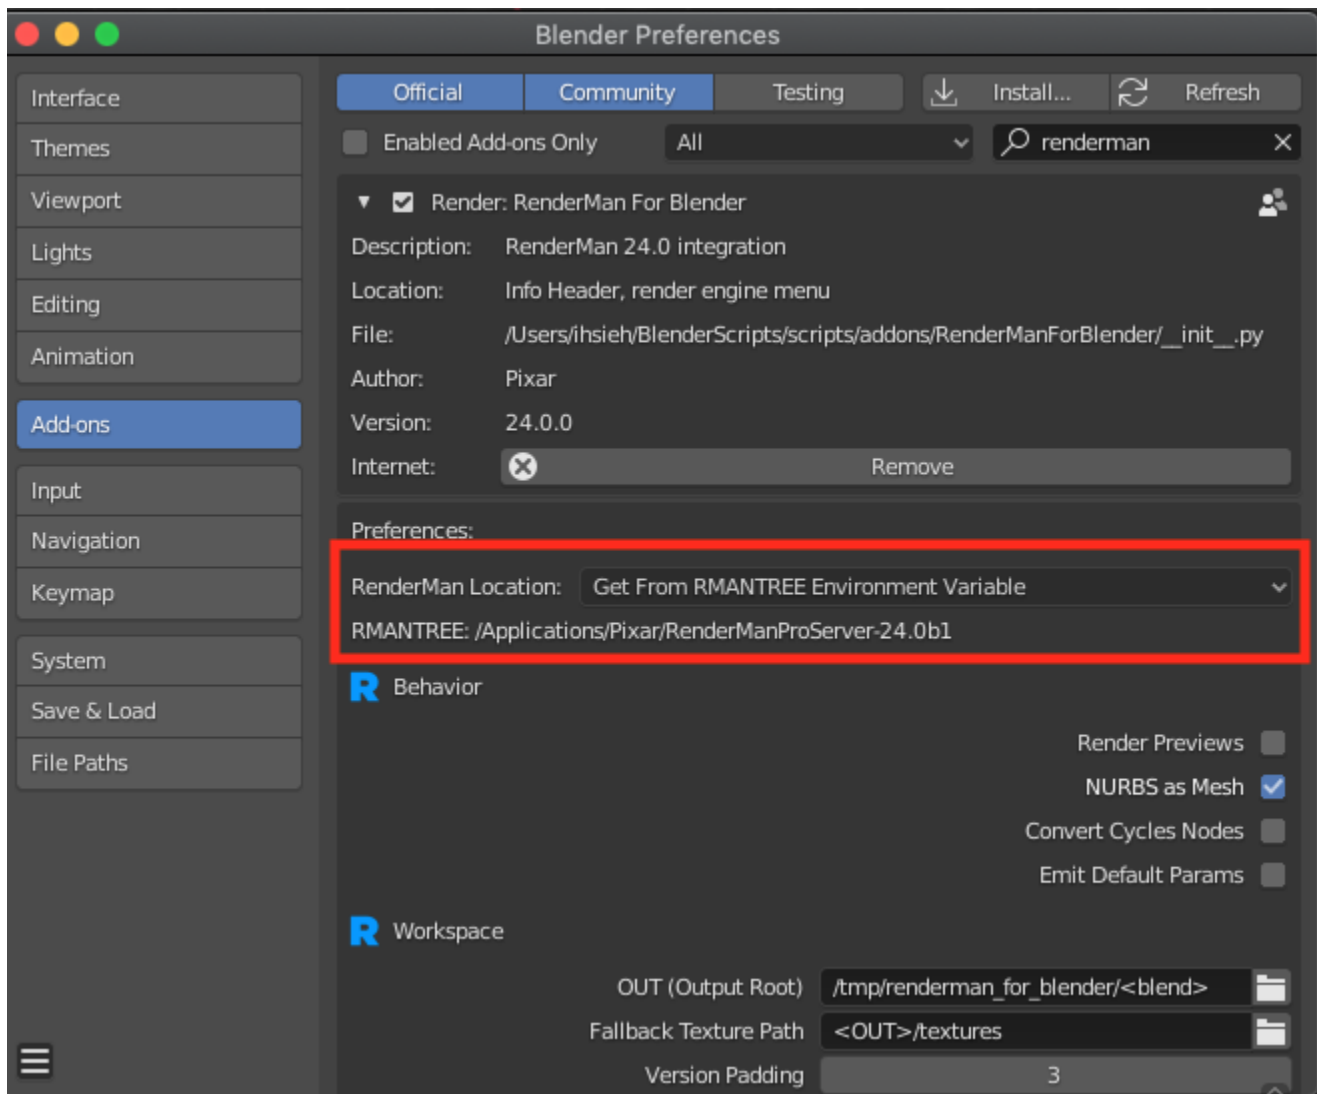 Blender Preferences
Interface
Themes
Viewport
Lights
Editing
Animation
Add-ons
Input
Navigation
Keymap
System
Save & Load
File Paths
Official Community Testing Install... Refresh
Enabled Add-ons Only All renderman
Render: RenderMan For Blender
Description: RenderMan 24.0 integration
Location: Info Header, render engine menu
File: /Users/ihsieh/BlenderScripts/scripts/addons/RenderManForBlender/__init__.py
Author: Pixar
Version: 24.0.0
Internet: Remove
Preferences:
RenderMan Location: Get From RMANTREE Environment Variable
RMANTREE: /Applications/Pixar/RenderManProServer-24.0b1
R Behavior
Render Previews
NURBS as Mesh
Convert Cycles Nodes
Emit Default Params
R Workspace
OUT (Output Root) /tmp/renderman_for_blender/<blend>
Fallback Texture Path <OUT>/textures
Version Padding 3